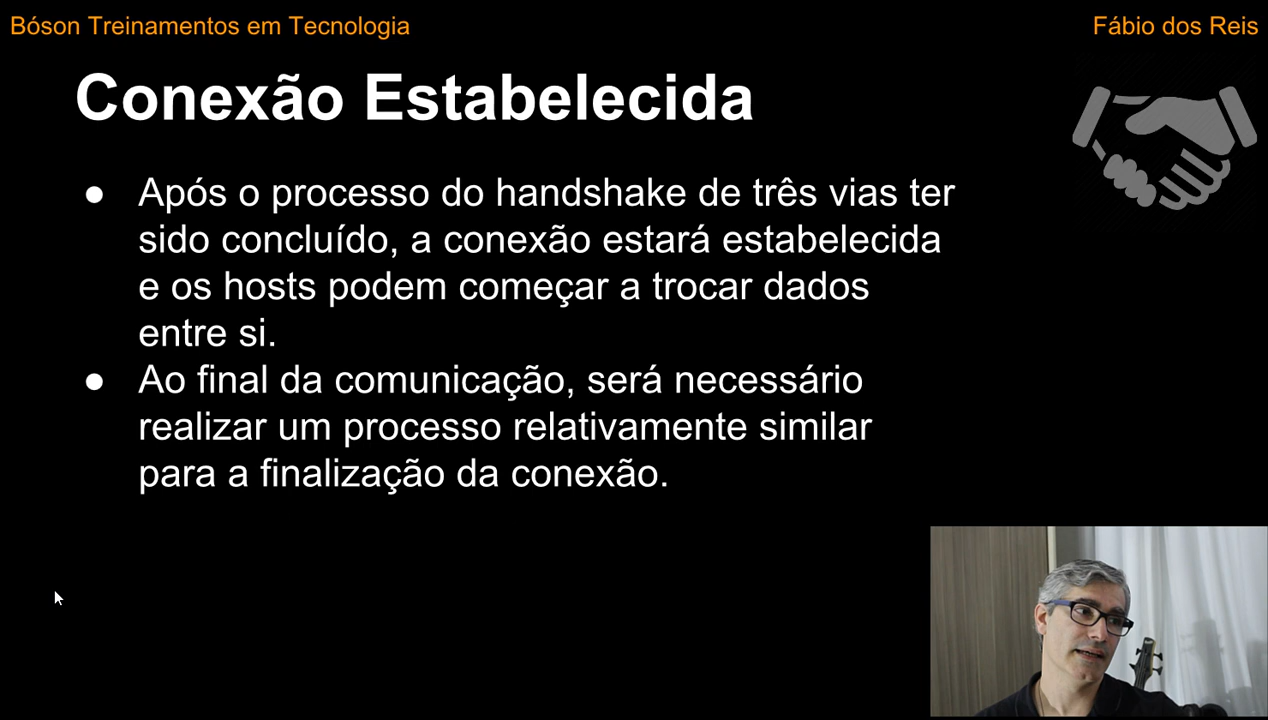 Bóson Treinamentos em Tecnologia
Fábio dos Reis
Conexão Estabelecida
● Após o processo do handshake de três vias ter
sido concluído, a conexão estará estabelecida
e os hosts podem começar a trocar dados
entre si.
● Ao final da comunicação, será necessário
realizar um processo relativamente similar
para a finalização da conexão.